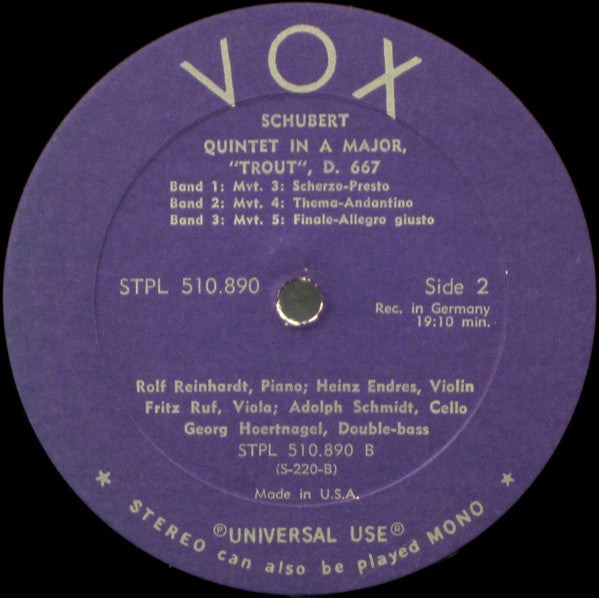 VOX
SCHUBERT
QUINTET IN A MAJOR,
"TROUT", D. 667
Band 1: Mvt. 3: Scherzo-Presto
Band 2: Mvt. 4: Thema-Andantino
Band 3: Mvt. 5: Finale-Allegro giusto
STPL 510.890
Side 2
Rec. in Germany
19:10 min.
Rolf Reinhardt, Piano; Heinz Endres, Violin
Fritz Ruf, Viola; Adolph Schmidt, Cello
Georg Hoertnagel, Double-bass
STPL 510.890 B
(S-220-B)
Made in U.S.A.
℗UNIVERSAL USE®
★ STEREO can also be played MONO ★